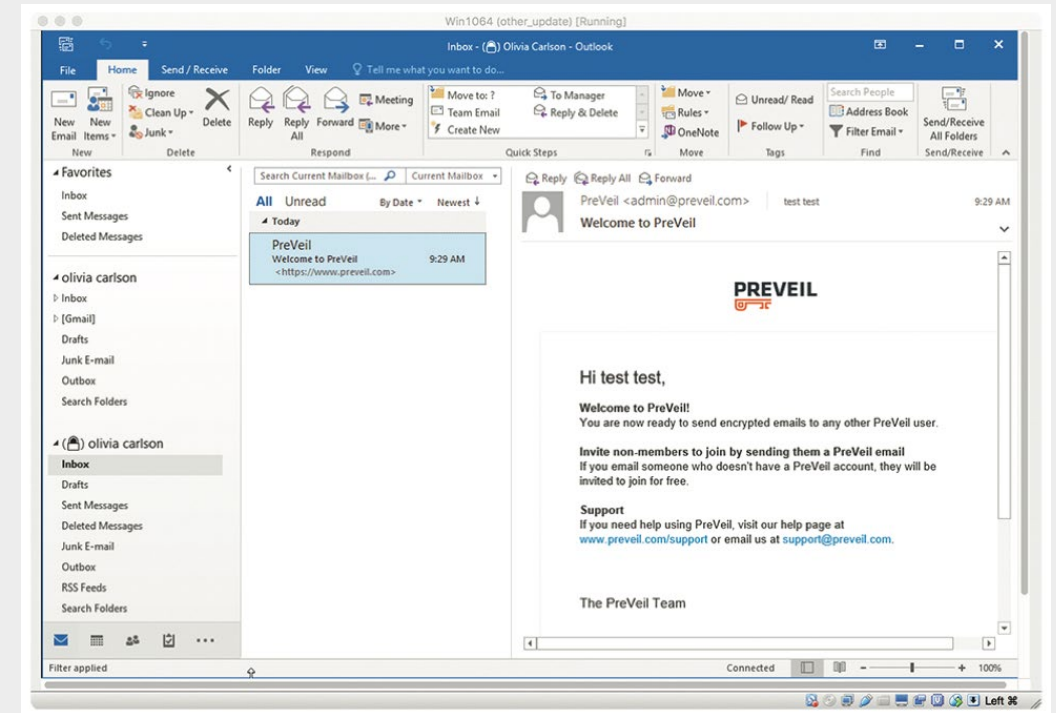 Win1064 (other_update) [Running]
Inbox - () Olivia Carlson - Outlook
File Home Send / Receive Folder View Tell me what you want to do...
New Email
New Items
New
Ignore
Clean Up
Junk
Delete
Delete
Reply
Reply All
Forward
Meeting
More
Respond
Move to: ?
Team Email
Create New
To Manager
Reply & Delete
Quick Steps
Move
Rules
OneNote
Move
Unread/ Read
Follow Up
Tags
Search People
Address Book
Filter Email
Find
Send/Receive
All Folders
Send/Receive
Favorites
Inbox
Sent Messages
Deleted Messages
olivia carlson
Inbox
[Gmail]
Drafts
Junk E-mail
Outbox
Search Folders
() olivia carlson
Inbox
Drafts
Sent Messages
Deleted Messages
Junk E-mail
Outbox
RSS Feeds
Search Folders
Search Current Mailbox (... Current Mailbox
All Unread By Date Newest ↓
Today
PreVeil
Welcome to PreVeil 9:29 AM
<https://www.preveil.com>
Reply Reply All Forward
PreVeil <admin@preveil.com> test test 9:29 AM
Welcome to PreVeil
PREVEIL
Hi test test,
Welcome to PreVeil!
You are now ready to send encrypted emails to any other PreVeil user.
Invite non-members to join by sending them a PreVeil email
If you email someone who doesn't have a PreVeil account, they will be
invited to join for free.
Support
If you need help using PreVeil, visit our help page at
www.preveil.com/support or email us at support@preveil.com.
The PreVeil Team
Filter applied
Connected 100%
Left ⌘